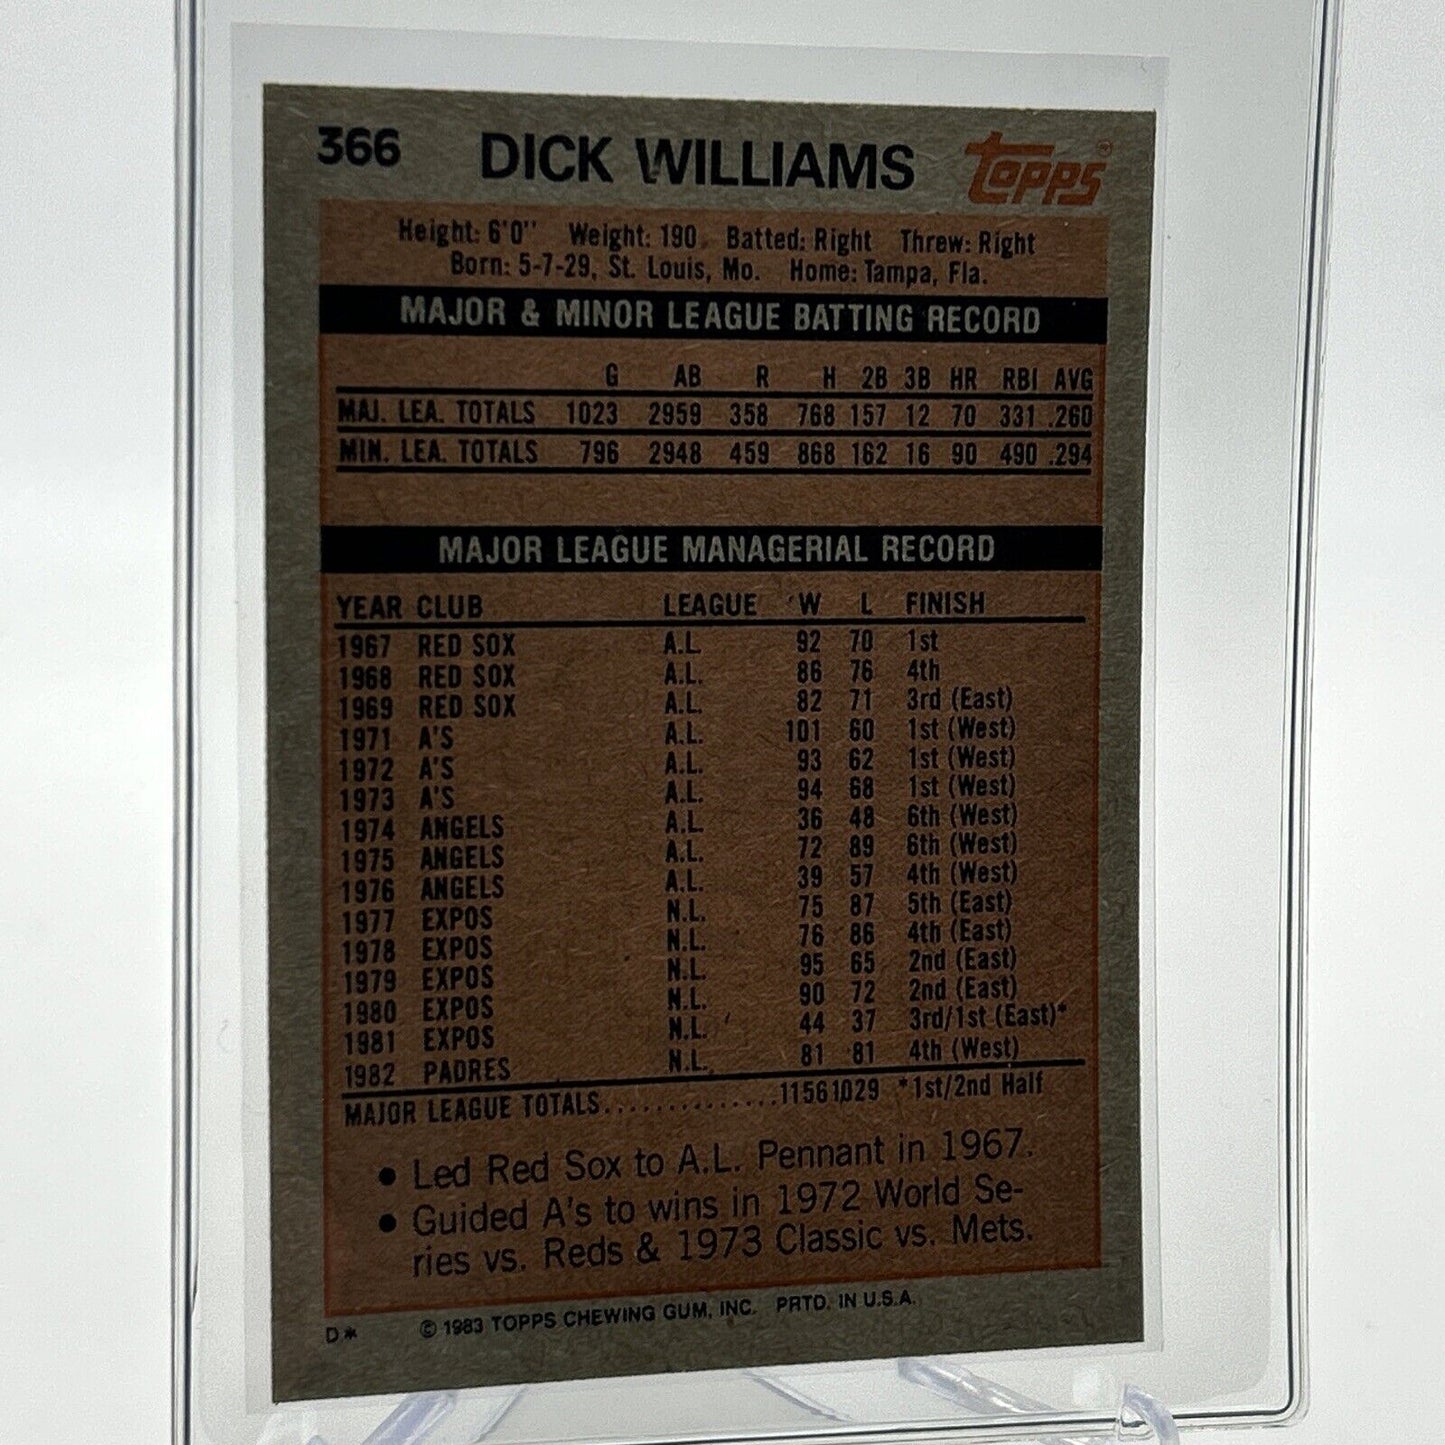 366 DICK WILLIAMS Topps
Height: 6'0" Weight: 190 Batted: Right Threw: Right
Born: 5-7-29, St. Louis, Mo. Home: Tampa, Fla.
MAJOR & MINOR LEAGUE BATTING RECORD
G AB R H 2B 3B HR RBI AVG
MAJ. LEA. TOTALS 1023 2959 358 768 157 12 70 331 .260
MIN. LEA. TOTALS 796 2948 459 868 162 16 90 490 .294
MAJOR LEAGUE MANAGERIAL RECORD
YEAR CLUB LEAGUE W L FINISH
1967 RED SOX A.L. 92 70 1st
1968 RED SOX A.L. 86 76 4th
1969 RED SOX A.L. 82 71 3rd (East)
1971 A'S A.L. 101 60 1st (West)
1972 A'S A.L. 93 62 1st (West)
1973 A'S A.L. 94 68 1st (West)
1974 ANGELS A.L. 36 48 6th (West)
1975 ANGELS A.L. 72 89 6th (West)
1976 ANGELS A.L. 39 57 4th (West)
1977 EXPOS N.L. 75 87 5th (East)
1978 EXPOS N.L. 76 86 4th (East)
1979 EXPOS N.L. 95 65 2nd (East)
1980 EXPOS N.L. 90 72 2nd (East)
1981 EXPOS N.L. 44 37 3rd/1st (East)*
1982 PADRES N.L. 81 81 4th (West)
MAJOR LEAGUE TOTALS..............1156 1029 *1st/2nd Half
• Led Red Sox to A.L. Pennant in 1967.
• Guided A's to wins in 1972 World Se-
ries vs. Reds & 1973 Classic vs. Mets.
D* © 1983 TOPPS CHEWING GUM, INC. PRTD. IN U.S.A.